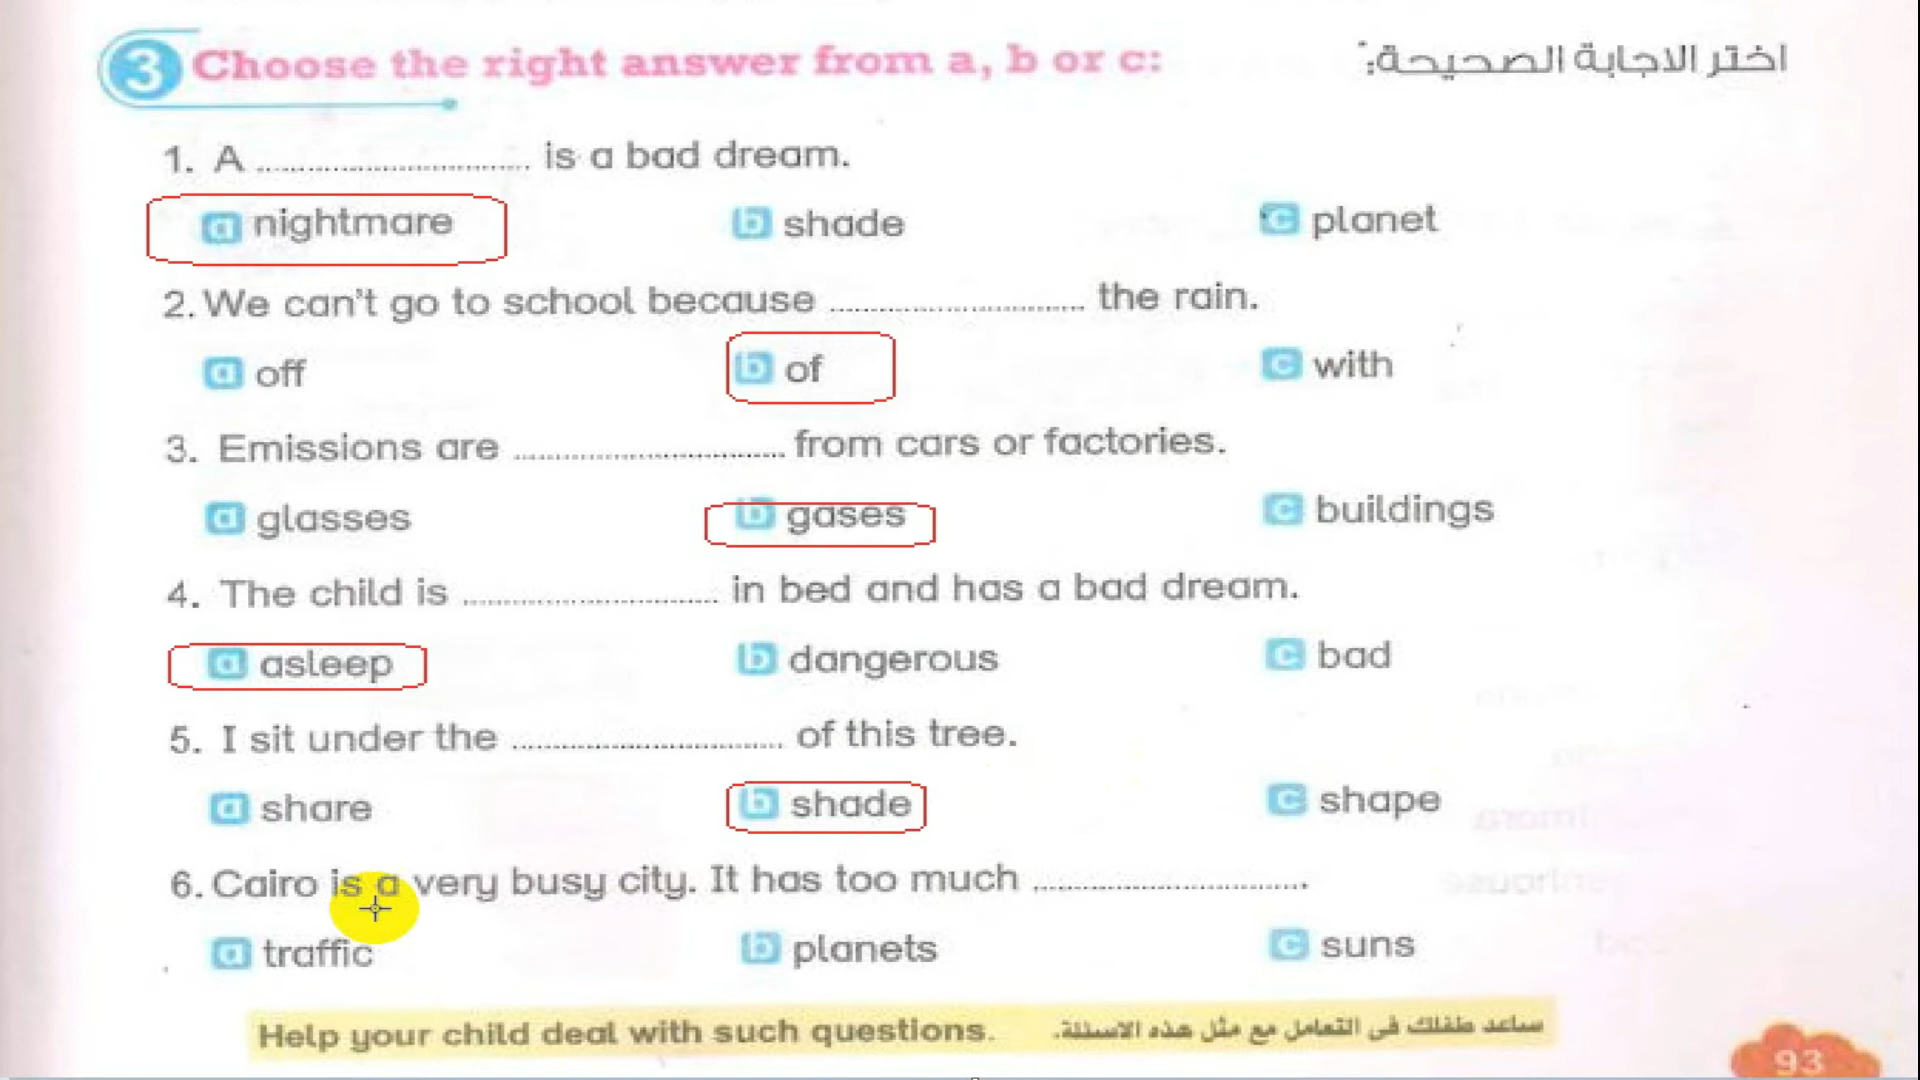 3 Choose the right answer from a, b or c: اختر الاجابة الصحيحة:
1. A ............................ is a bad dream.
a nightmare b shade c planet
2. We can't go to school because .......................... the rain.
a off b of c with
3. Emissions are ............................ from cars or factories.
a glasses b gases c buildings
4. The child is .......................... in bed and has a bad dream.
a asleep b dangerous c bad
5. I sit under the ............................ of this tree.
a share b shade c shape
6. Cairo is a very busy city. It has too much ............................
a traffic b planets c suns
Help your child deal with such questions. ساعد طفلك فى التعامل مع مثل هذه الاسئلة.
93